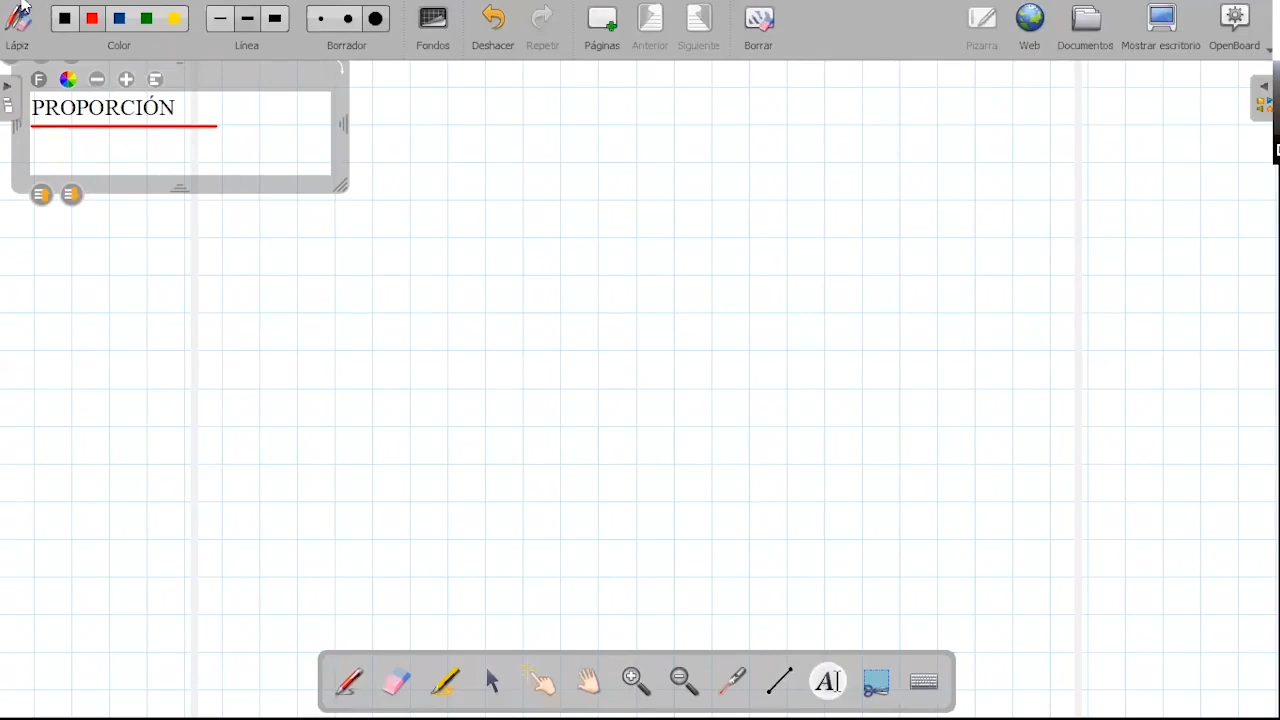 Lápiz Color Línea Borrador Fondos Deshacer Repetir Páginas Anterior Siguiente Borrar Pizarra Web Documentos Mostrar escritorio OpenBoard
F
PROPORCIÓN
A